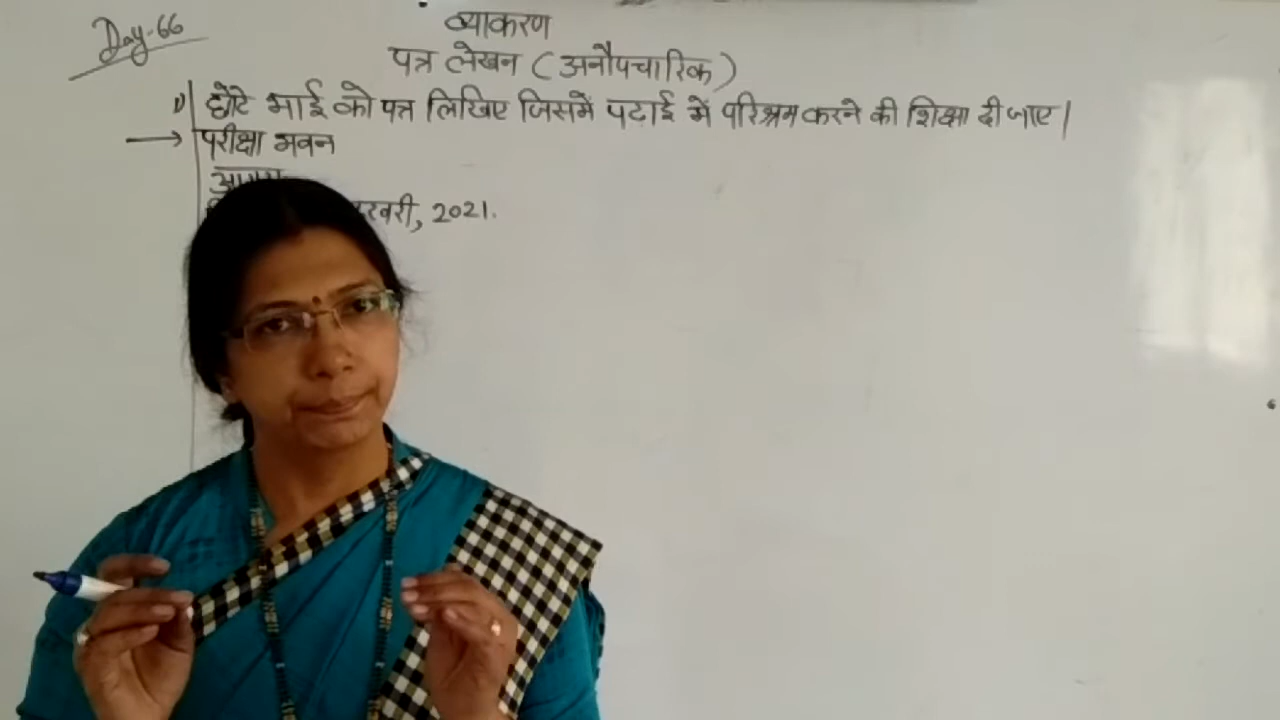 Day-66
व्याकरण
पत्र लेखन (अनौपचारिक)
1) छोटे भाई को पत्र लिखिए जिसमें पढ़ाई में परिश्रम करने की शिक्षा दी जाए।
→ परीक्षा भवन
2021.